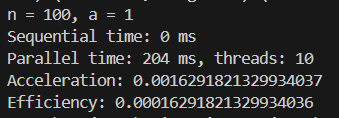 n = 100, a = 1
Sequential time: 0 ms
Parallel time: 204 ms, threads: 10
Acceleration: 0.0016291821329934037
Efficiency: 0.00016291821329934036